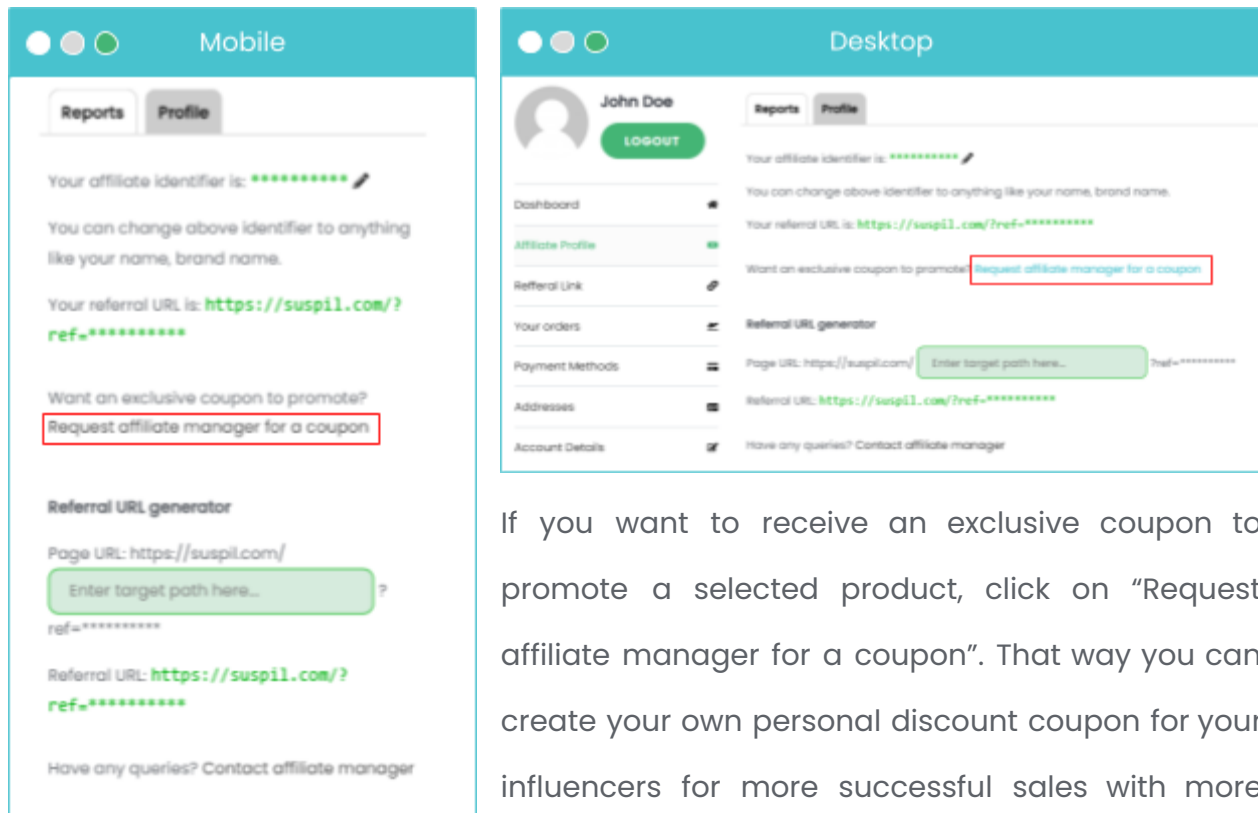 Mobile
Reports Profile
Your affiliate identifier is: **********
You can change above identifier to anything
like your name, brand name.
Your referral URL is: https://suspil.com/?
ref=**********
Want an exclusive coupon to promote?
Request affiliate manager for a coupon
Referral URL generator
Page URL: https://suspil.com/
Enter target path here... ?
ref=**********
Referral URL: https://suspil.com/?
ref=**********
Have any queries? Contact affiliate manager
Desktop
John Doe
LOGOUT
Dashboard
Affiliate Profile
Refferal Link
Your orders
Payment Methods
Addresses
Account Details
Reports Profile
Your affiliate identifier is: **********
You can change above identifier to anything like your name, brand name.
Your referral URL is: https://suspil.com/?ref=**********
Want an exclusive coupon to promote? Request affiliate manager for a coupon
Referral URL generator
Page URL: https://suspil.com/ Enter target path here... ?ref=**********
Referral URL: https://suspil.com/?ref=**********
Have any queries? Contact affiliate manager
If you want to receive an exclusive coupon to
promote a selected product, click on “Request
affiliate manager for a coupon”. That way you can
create your own personal discount coupon for your
influencers for more successful sales with more